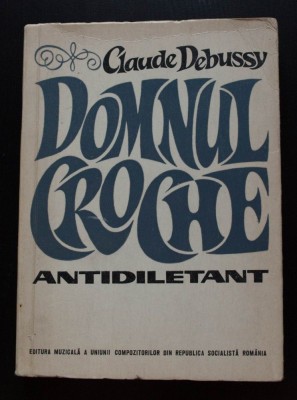 Claude Debussy
DOMNUL
CROCHE
ANTIDILETANT
EDITURA MUZICALĂ A UNIUNII COMPOZITORILOR DIN REPUBLICA SOCIALISTĂ ROMÂNIA